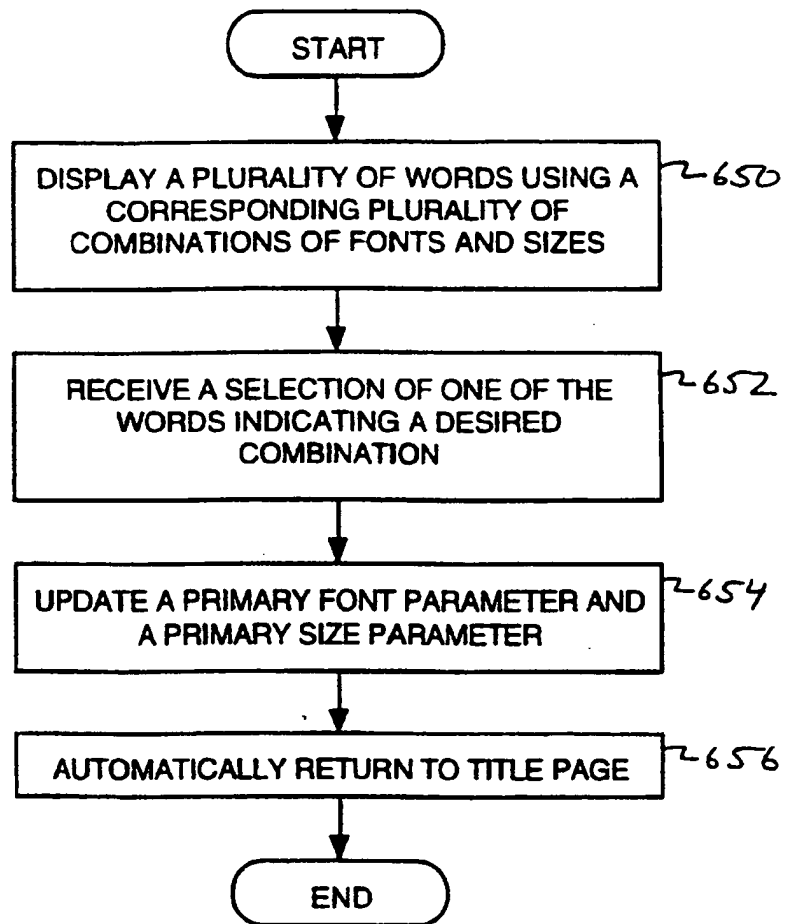 START
DISPLAY A PLURALITY OF WORDS USING A
CORRESPONDING PLURALITY OF
COMBINATIONS OF FONTS AND SIZES
650
RECEIVE A SELECTION OF ONE OF THE
WORDS INDICATING A DESIRED
COMBINATION
652
UPDATE A PRIMARY FONT PARAMETER AND
A PRIMARY SIZE PARAMETER
654
AUTOMATICALLY RETURN TO TITLE PAGE
656
END